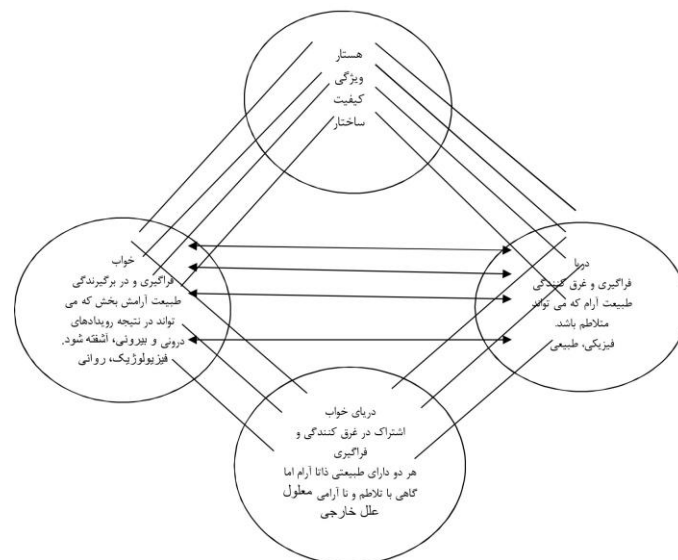 هستار
ویژگی
کیفیت
ساختار
خواب
فراگیری و در برگیرندگی
طبیعت آرامش بخش که می
تواند در نتیجه رویدادهای
درونی و بیرونی، آشفته شود.
فیزیولوژیک، روانی
دریا
فراگیری و غرق کنندگی
طبیعت آرام که می تواند
متلاطم باشد.
فیزیکی، طبیعی
دریای خواب
اشتراک در غرق کنندگی و
فراگیری
هر دو دارای طبیعتی ذاتا آرام اما
گاهی با تلاطم و نا آرامی معلول
علل خارجی